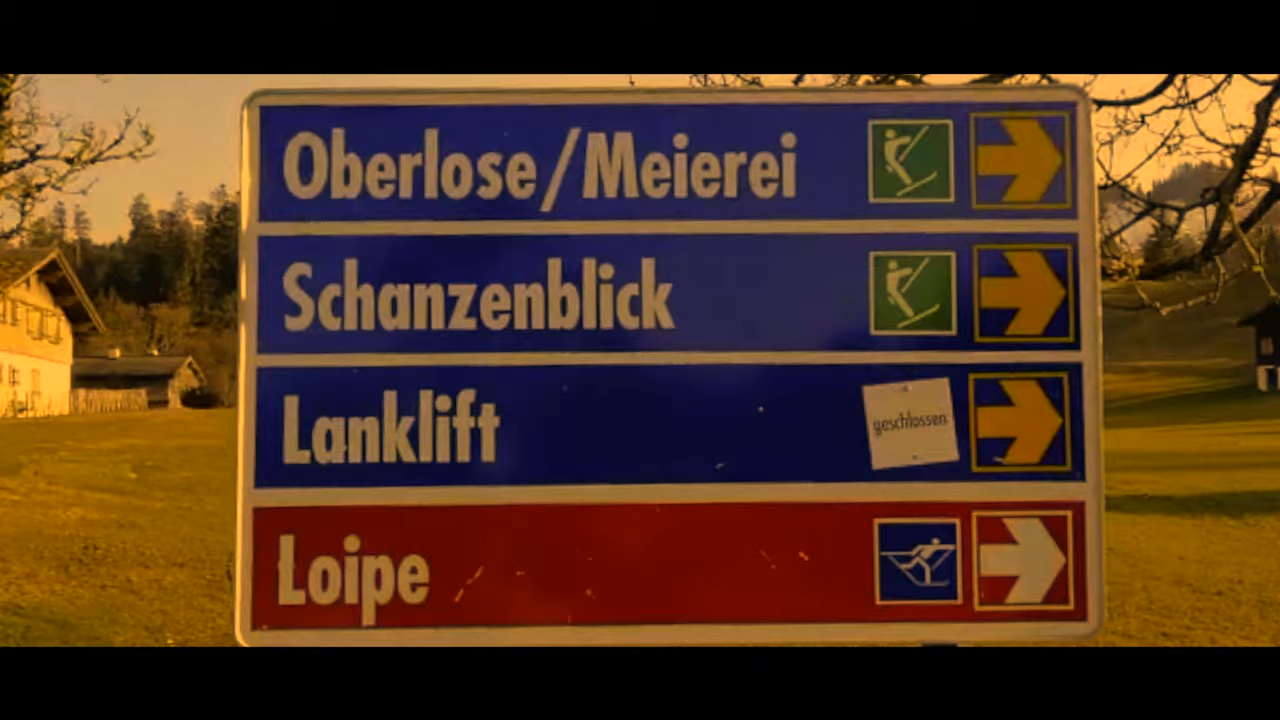 Oberlose/Meierei
Schanzenblick
Lanklift
geschlossen
Loipe